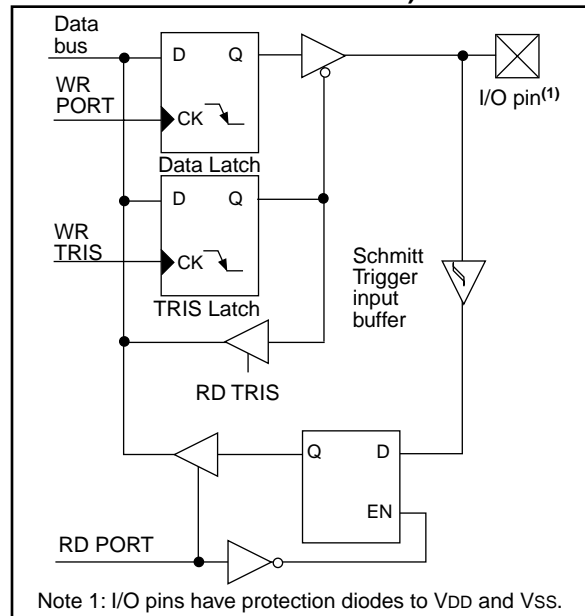 Data
bus
D Q
WR
PORT
CK
I/O pin(1)
Data Latch
D Q
WR
TRIS
CK
TRIS Latch
Schmitt
Trigger
input
buffer
RD TRIS
Q D
EN
RD PORT
Note 1: I/O pins have protection diodes to VDD and VSS.